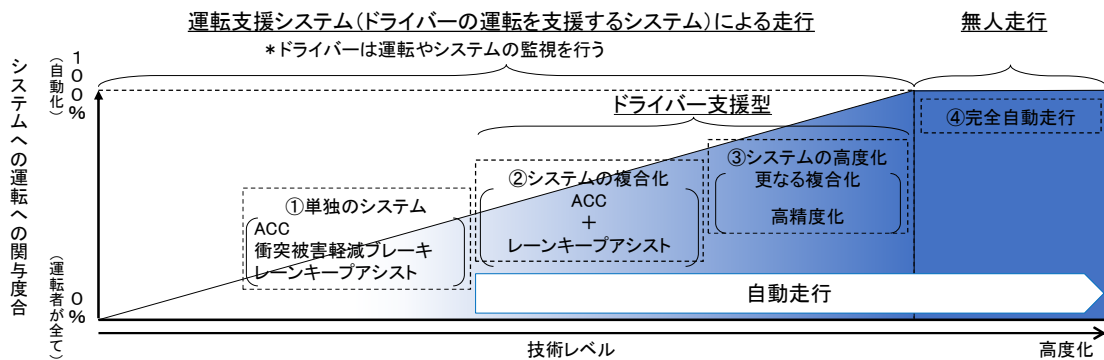 運転支援システム(ドライバーの運転を支援するシステム)による走行
無人走行
*ドライバーは運転やシステムの監視を行う
システムへの運転への関与度合
(自動化)
100%
ドライバー支援型
④完全自動走行
③システムの高度化
更なる複合化
高精度化
②システムの複合化
ACC
+
レーンキープアシスト
①単独のシステム
ACC
衝突被害軽減ブレーキ
レーンキープアシスト
自動走行
0%
(運転者が全て)
技術レベル
高度化